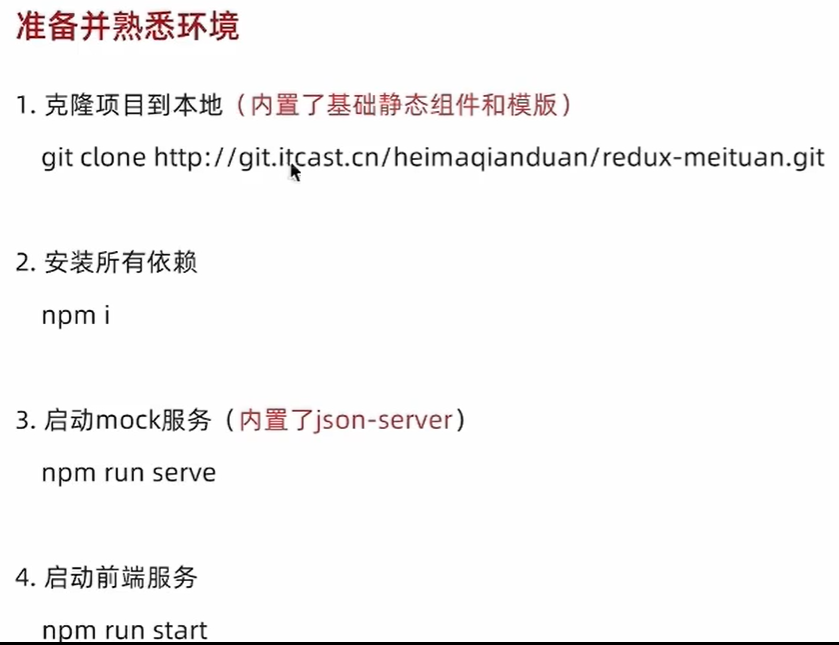 准备并熟悉环境
1. 克隆项目到本地（内置了基础静态组件和模版）
git clone http://git.itcast.cn/heimaqianduan/redux-meituan.git
2. 安装所有依赖
npm i
3. 启动mock服务（内置了json-server）
npm run serve
4. 启动前端服务
npm run start